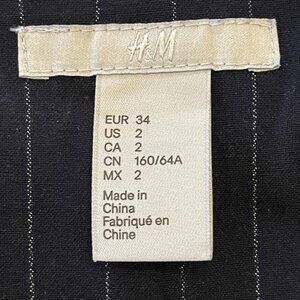 H&M
EUR 34
US 2
CA 2
CN 160/64A
MX 2
Made in
China
Fabriqué en
Chine